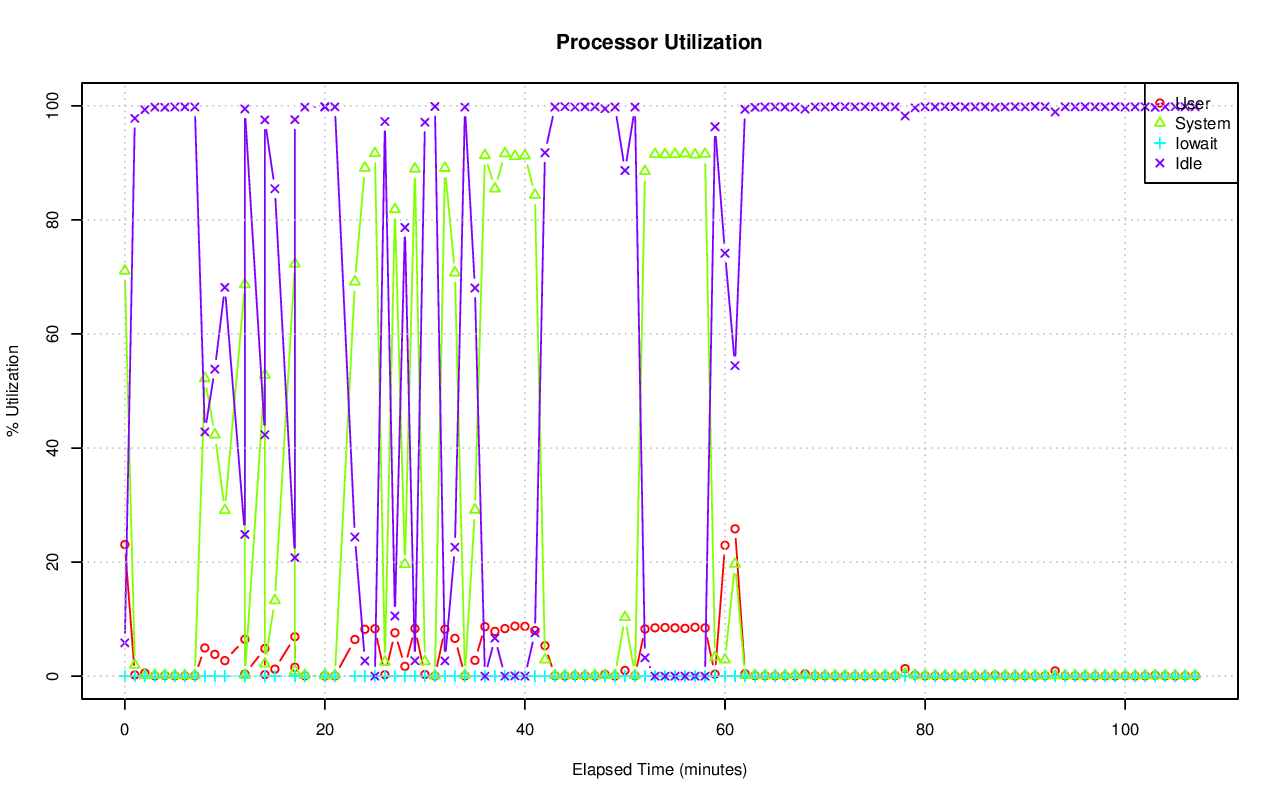 Processor Utilization
% Utilization
100
80
60
40
20
0
User
System
Iowait
Idle
0 20 40 60 80 100
Elapsed Time (minutes)